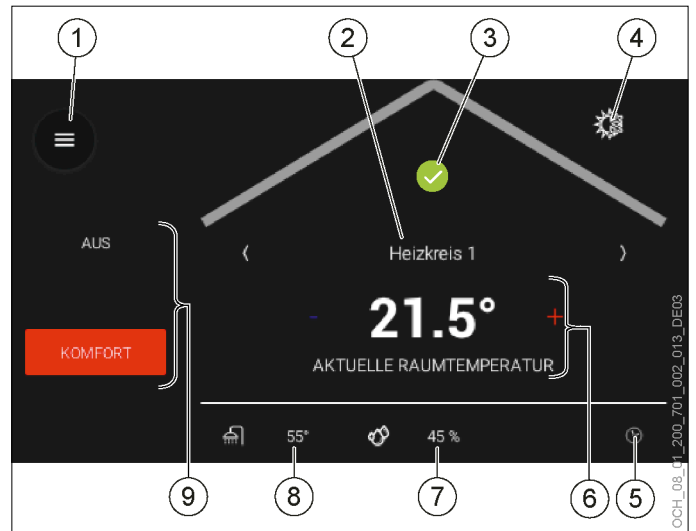 1 2 3 4
AUS
Heizkreis 1
- 21.5° +
KOMFORT
AKTUELLE RAUMTEMPERATUR
55° 45 %
9 8 7 6 5
OCH_08_01_200_701_002_013_DE03